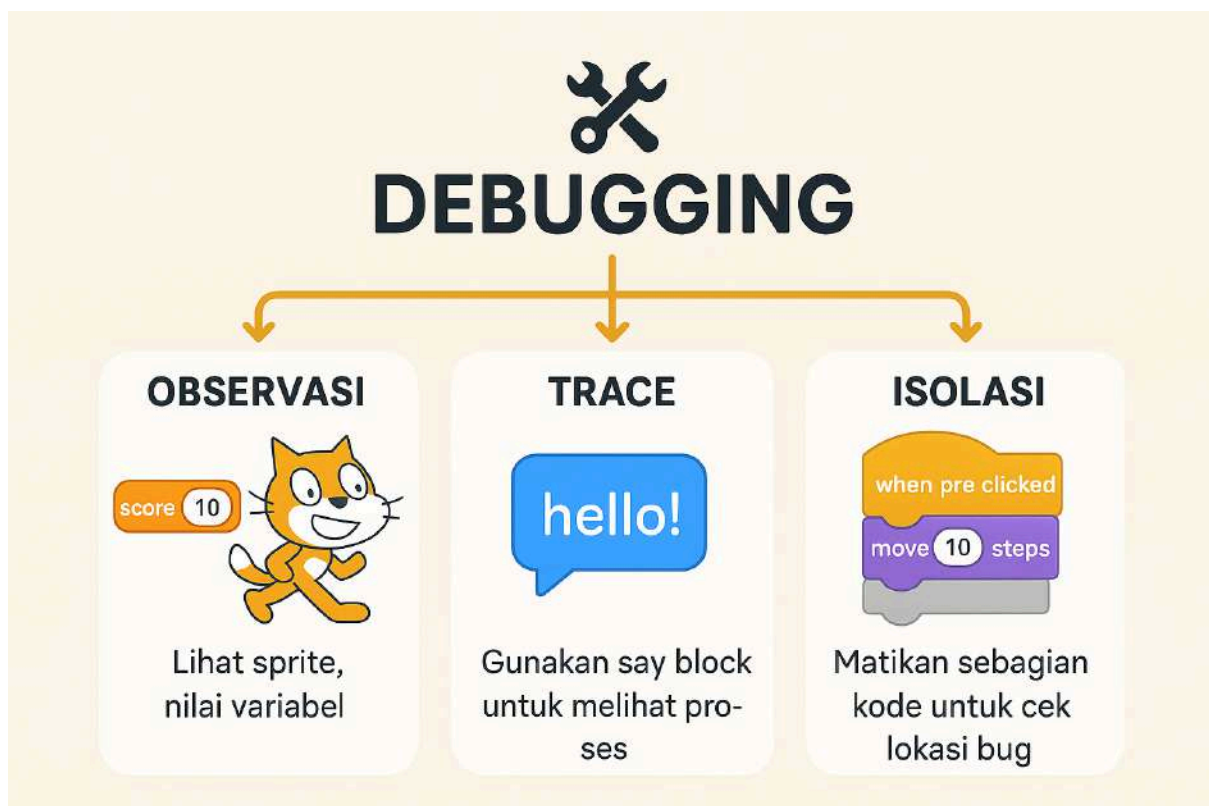 DEBUGGING
OBSERVASI
score 10
Lihat sprite,
nilai variabel
TRACE
hello!
Gunakan say block
untuk melihat pro-
ses
ISOLASI
when pre clicked
move 10 steps
Matikan sebagian
kode untuk cek
lokasi bug